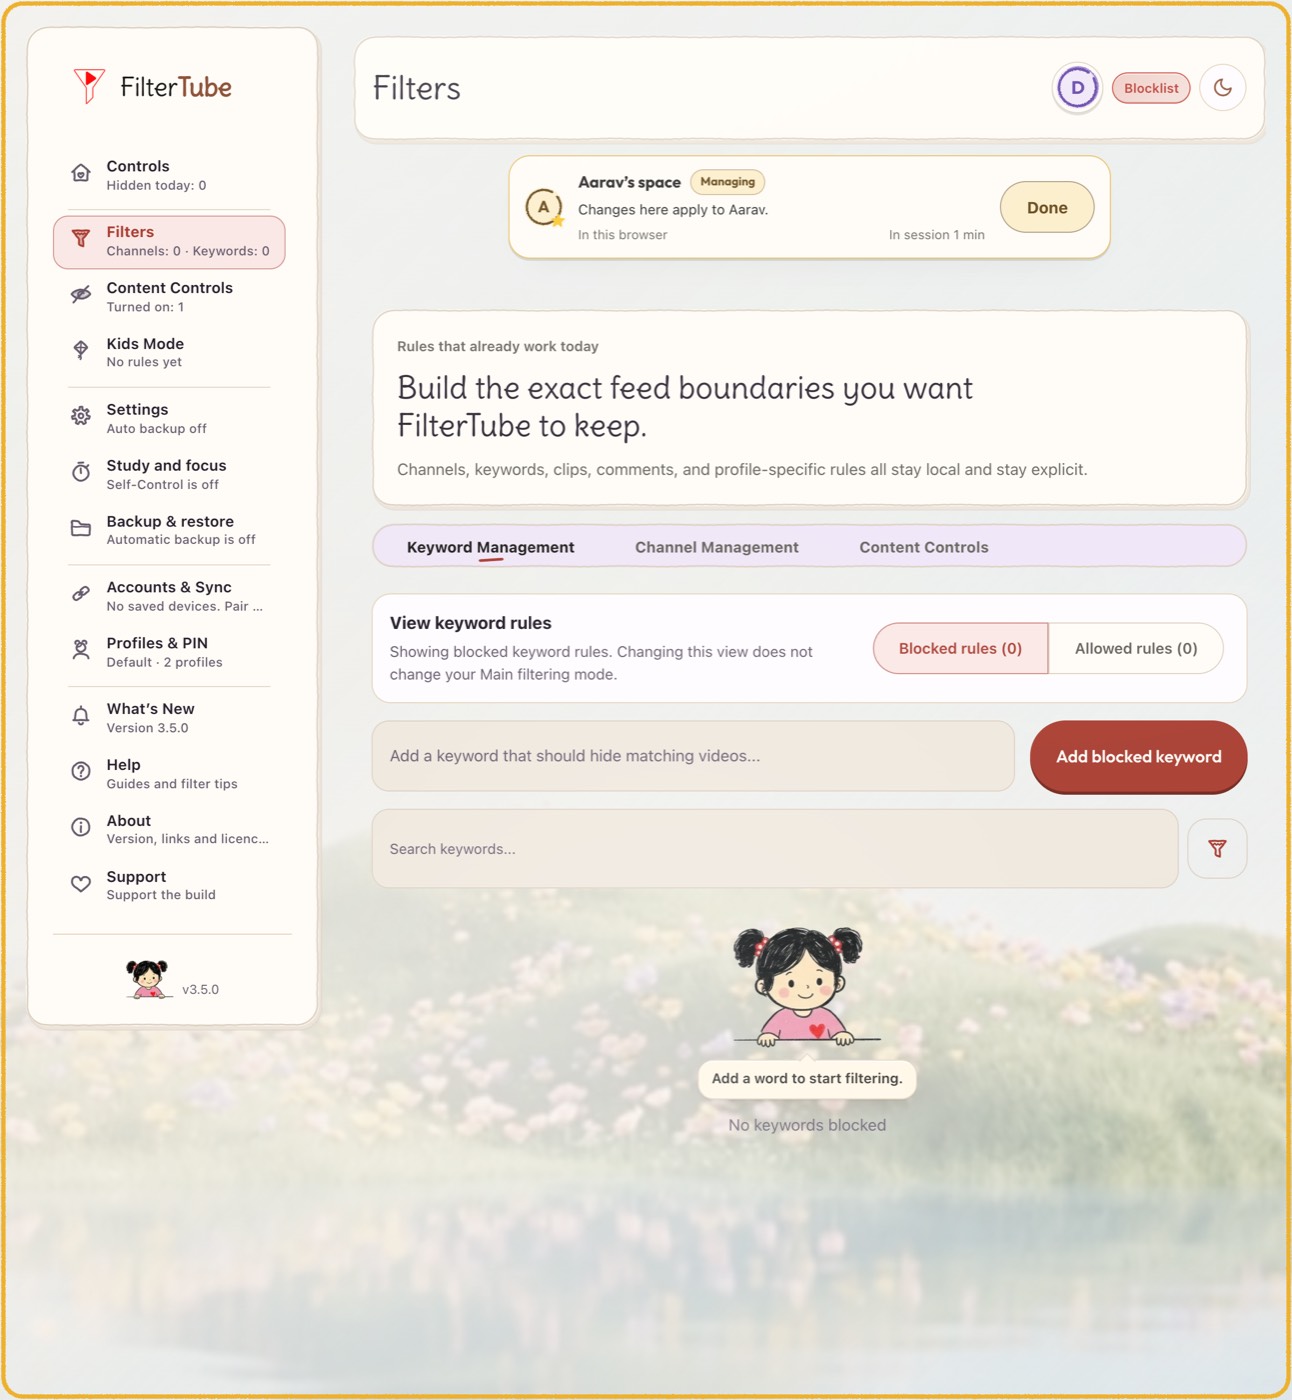 FilterTube
Controls
Hidden today: 0
Filters
Channels: 0 · Keywords: 0
Content Controls
Turned on: 1
Kids Mode
No rules yet
Settings
Auto backup off
Study and focus
Self-Control is off
Backup & restore
Automatic backup is off
Accounts & Sync
No saved devices. Pair ...
Profiles & PIN
Default · 2 profiles
What's New
Version 3.5.0
Help
Guides and filter tips
About
Version, links and licenc...
Support
Support the build
v3.5.0
Filters
D
Blocklist
A
Aarav's space
Managing
Changes here apply to Aarav.
In this browser
In session 1 min
Done
Rules that already work today
Build the exact feed boundaries you want
FilterTube to keep.
Channels, keywords, clips, comments, and profile-specific rules all stay local and stay explicit.
Keyword Management
Channel Management
Content Controls
View keyword rules
Showing blocked keyword rules. Changing this view does not
change your Main filtering mode.
Blocked rules (0)
Allowed rules (0)
Add a keyword that should hide matching videos...
Add blocked keyword
Search keywords...
Add a word to start filtering.
No keywords blocked